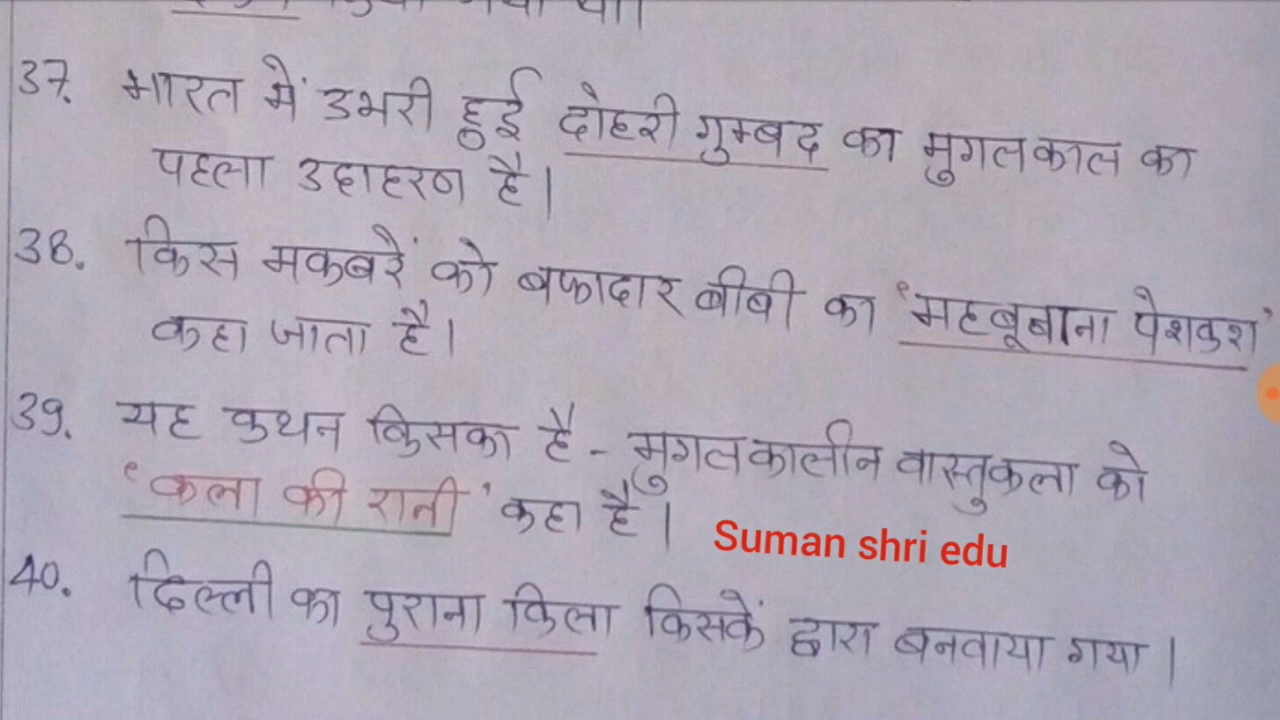 37. भारत में उभरी हुई दोहरी गुम्बद का मुगलकाल का
पहला उदाहरण है।
38. किस मकबरें को बफादार बीबी का 'महबूबाना पेशकश'
कहा जाता है।
39. यह कथन किसका है - मुगलकालीन वास्तुकला को
'कला की रानी' कहा है।
Suman shri edu
40. दिल्ली का पुराना किला किसकें द्वारा बनवाया गया।